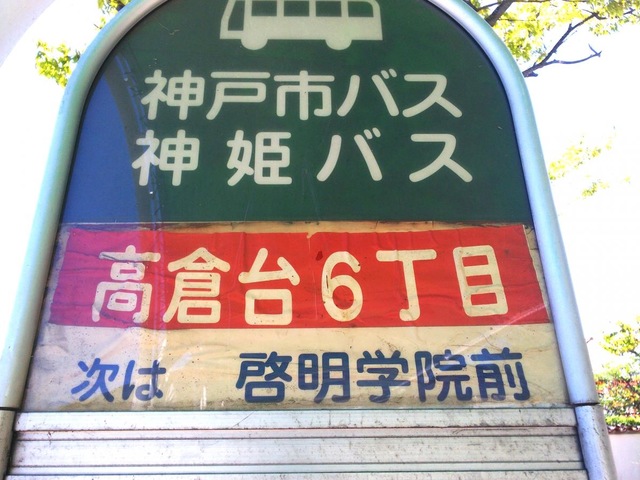 神戸市バス
神姫バス
高倉台6丁目
次は 啓明学院前